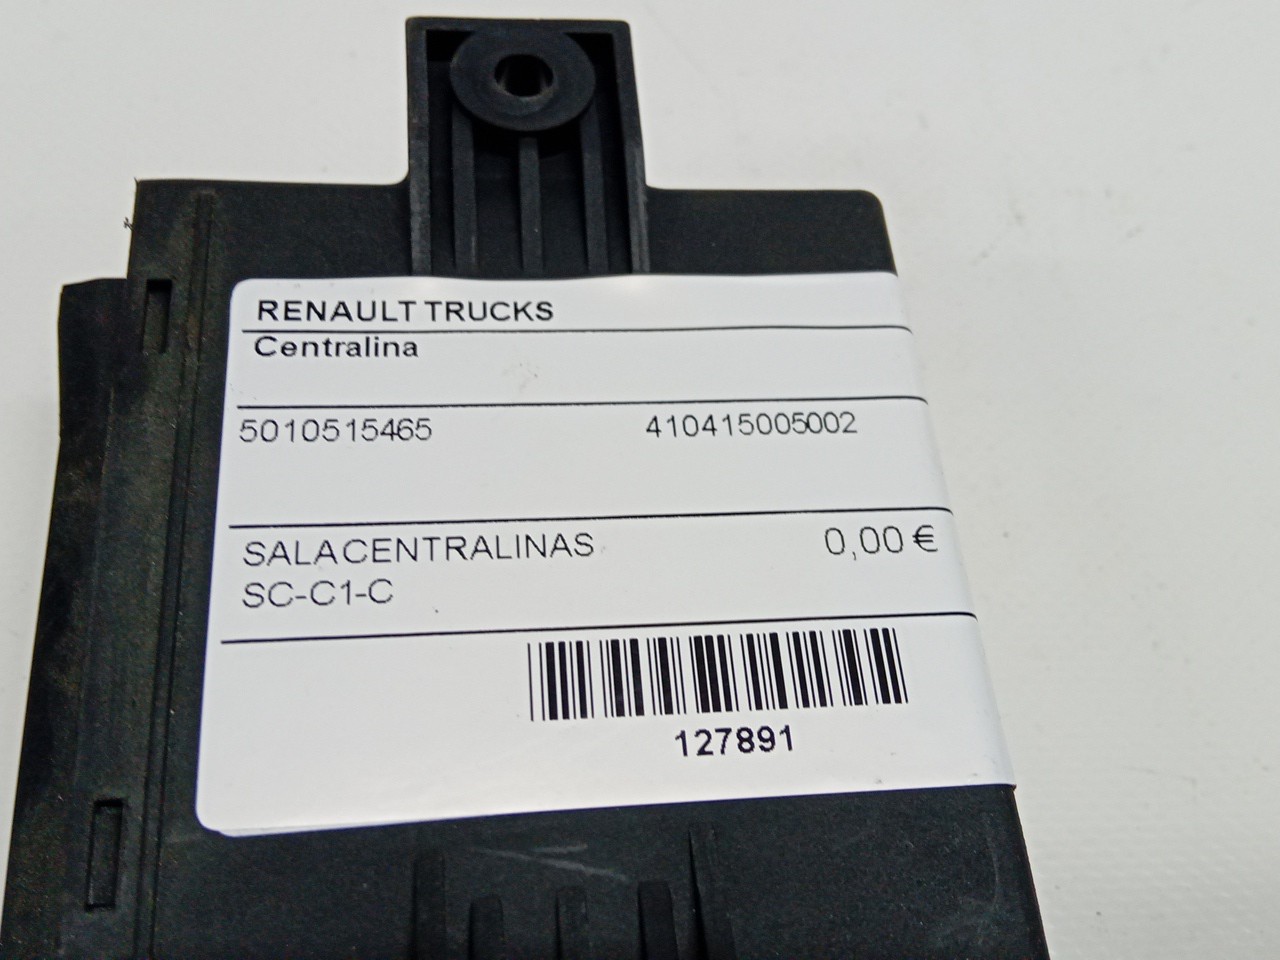 RENAULT TRUCKS
Centralina
5010515465 410415005002
SALACENTRALINAS 0,00 €
SC-C1-C
127891